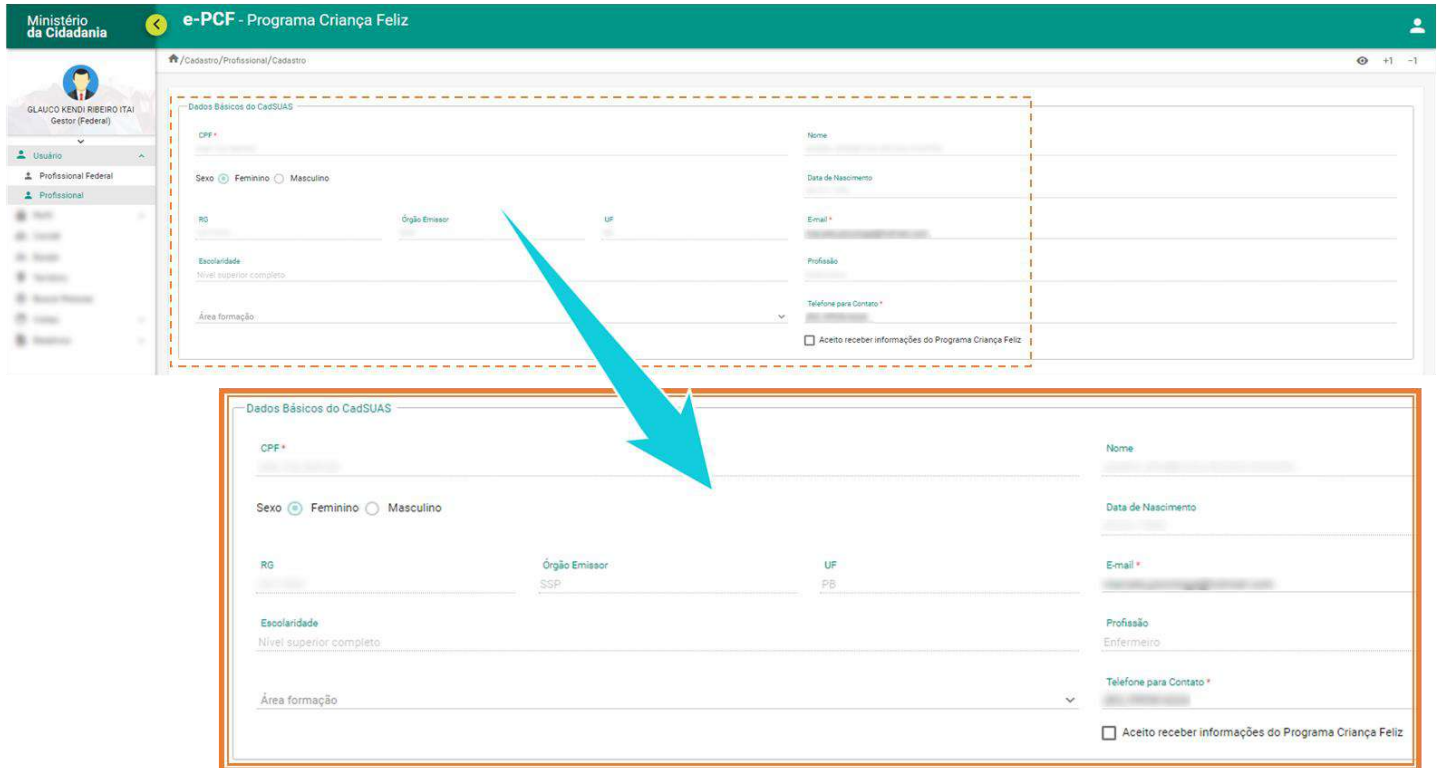 Ministério
da Cidadania
e-PCF - Programa Criança Feliz
/Cadastro/Profissional/Cadastro
+1 -1
GLAUCO KENDI RIBEIRO ITAI
Gestor (Federal)
Usuário
Profissional Federal
Profissional
Dados Básicos do CadSUAS
CPF *
Nome
Sexo Feminino Masculino
Data de Nascimento
RG Órgão Emissor UF
E-mail *
Escolaridade
Nível superior completo
Profissão
Área formação
Telefone para Contato *
Aceito receber informações do Programa Criança Feliz
Dados Básicos do CadSUAS
CPF *
Nome
Sexo Feminino Masculino
Data de Nascimento
RG Órgão Emissor UF
SSP PB
E-mail *
Escolaridade
Nível superior completo
Profissão
Enfermeiro
Área formação
Telefone para Contato *
Aceito receber informações do Programa Criança Feliz